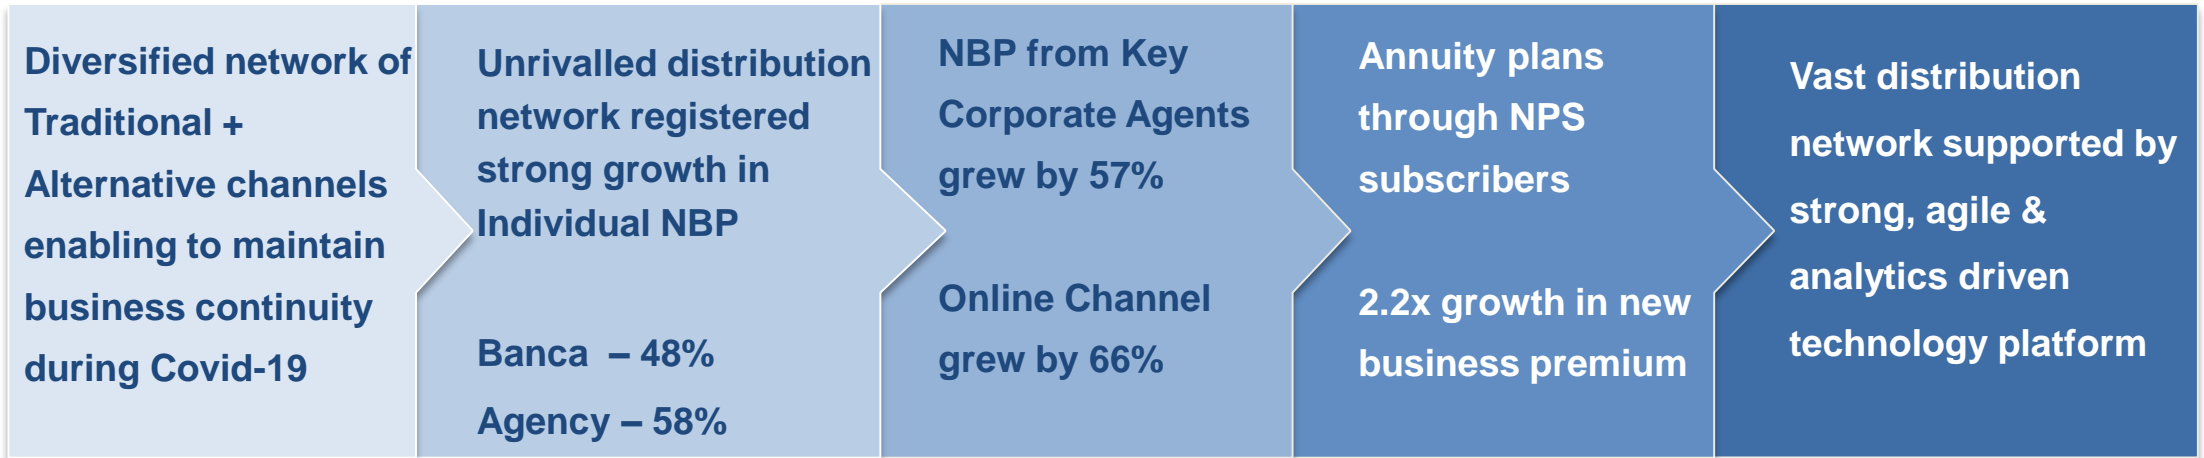 Diversified network of
Traditional +
Alternative channels
enabling to maintain
business continuity
during Covid-19
Unrivalled distribution
network registered
strong growth in
Individual NBP
Banca – 48%
Agency – 58%
NBP from Key
Corporate Agents
grew by 57%
Online Channel
grew by 66%
Annuity plans
through NPS
subscribers
2.2x growth in new
business premium
Vast distribution
network supported by
strong, agile &
analytics driven
technology platform